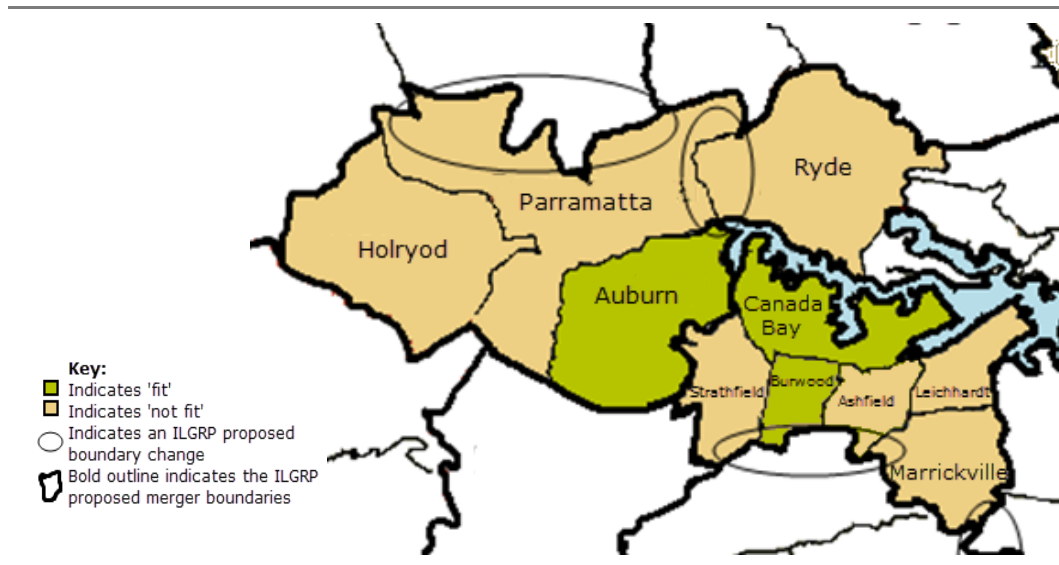 Ryde
Parramatta
Holryod
Auburn
Canada
Bay
Strathfield
Burwood
Ashfield
Leichhardt
Marrickville
Key:
Indicates 'fit'
Indicates 'not fit'
Indicates an ILGRP proposed
boundary change
Bold outline indicates the ILGRP
proposed merger boundaries